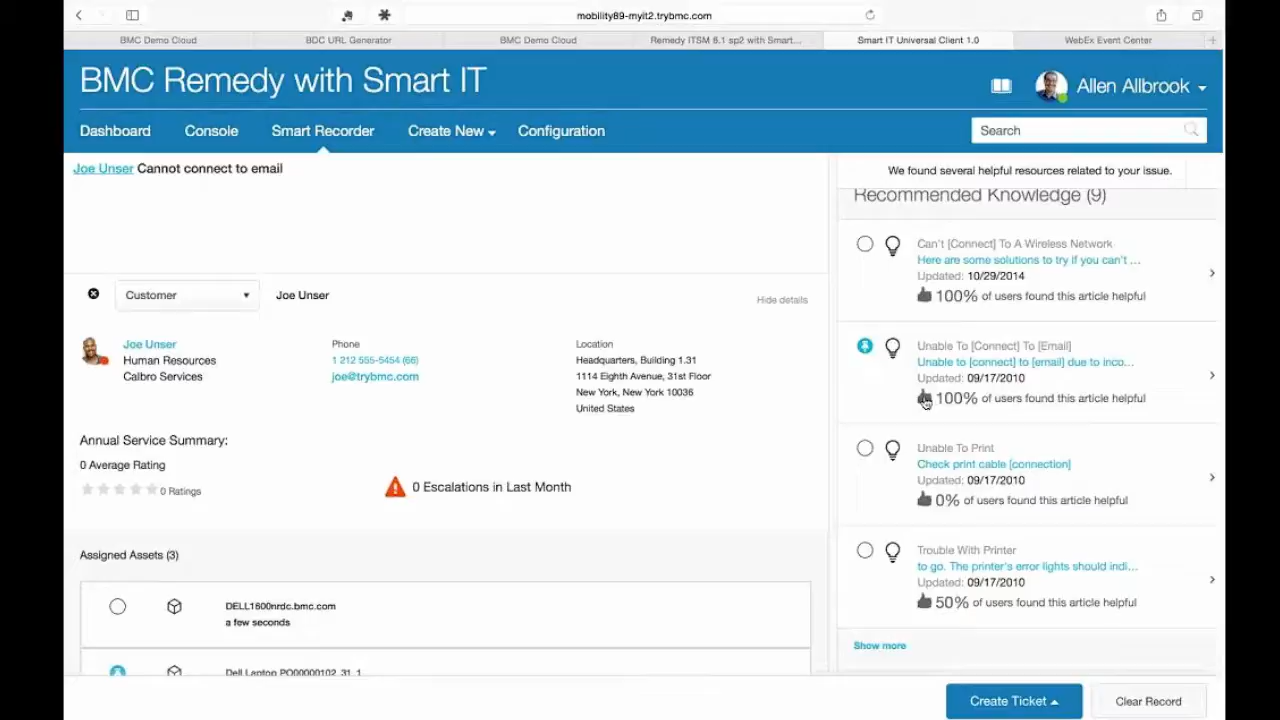 mobility89-myit2.trybmc.com
BMC Demo Cloud
BDC URL Generator
BMC Demo Cloud
Remedy ITSM 8.1 sp2 with Smart...
Smart IT Universal Client 1.0
WebEx Event Center
BMC Remedy with Smart IT
Allen Allbrook
Dashboard
Console
Smart Recorder
Create New
Configuration
Search
Joe Unser Cannot connect to email
Customer
Joe Unser
Hide details
Joe Unser
Human Resources
Calbro Services
Phone
1 212 555-5454 (66)
joe@trybmc.com
Location
Headquarters, Building 1.31
1114 Eighth Avenue, 31st Floor
New York, New York 10036
United States
Annual Service Summary:
0 Average Rating
0 Ratings
0 Escalations in Last Month
Assigned Assets (3)
DELL1600nrdc.bmc.com
a few seconds
Dell Laptop PO00000102_31_1
We found several helpful resources related to your issue.
Recommended Knowledge (9)
Can't [Connect] To A Wireless Network
Here are some solutions to try if you can't ...
Updated: 10/29/2014
100% of users found this article helpful
Unable To [Connect] To [Email]
Unable to [connect] to [email] due to inco...
Updated: 09/17/2010
100% of users found this article helpful
Unable To Print
Check print cable [connection]
Updated: 09/17/2010
0% of users found this article helpful
Trouble With Printer
to go. The printer's error lights should indi...
Updated: 09/17/2010
50% of users found this article helpful
Show more
Create Ticket
Clear Record